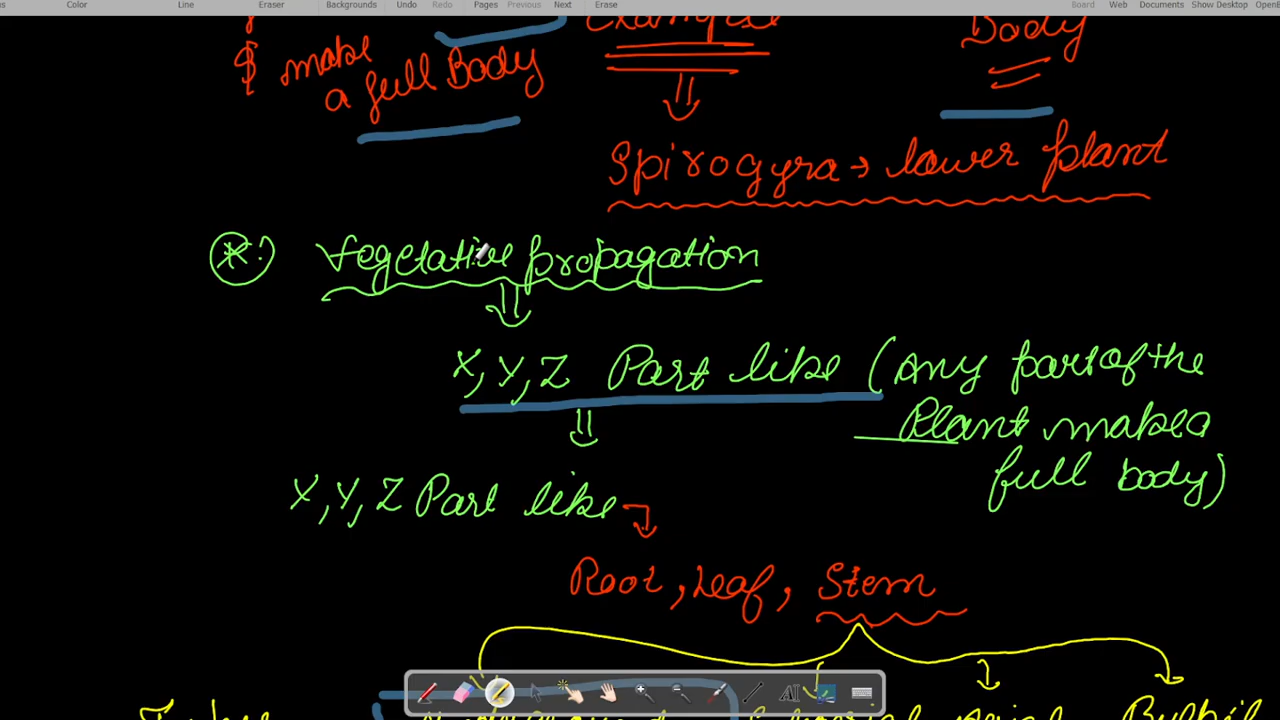 Color Line Eraser Backgrounds Undo Redo Pages Previous Next Erase Board Web Documents Show Desktop
Example
Body
& make
a full Body
Spirogyra → lower plant
Vegetative propagation
X, Y, Z Part like (Any part of the
Plant makea
full body)
X, Y, Z Part like
Root, Leaf, Stem